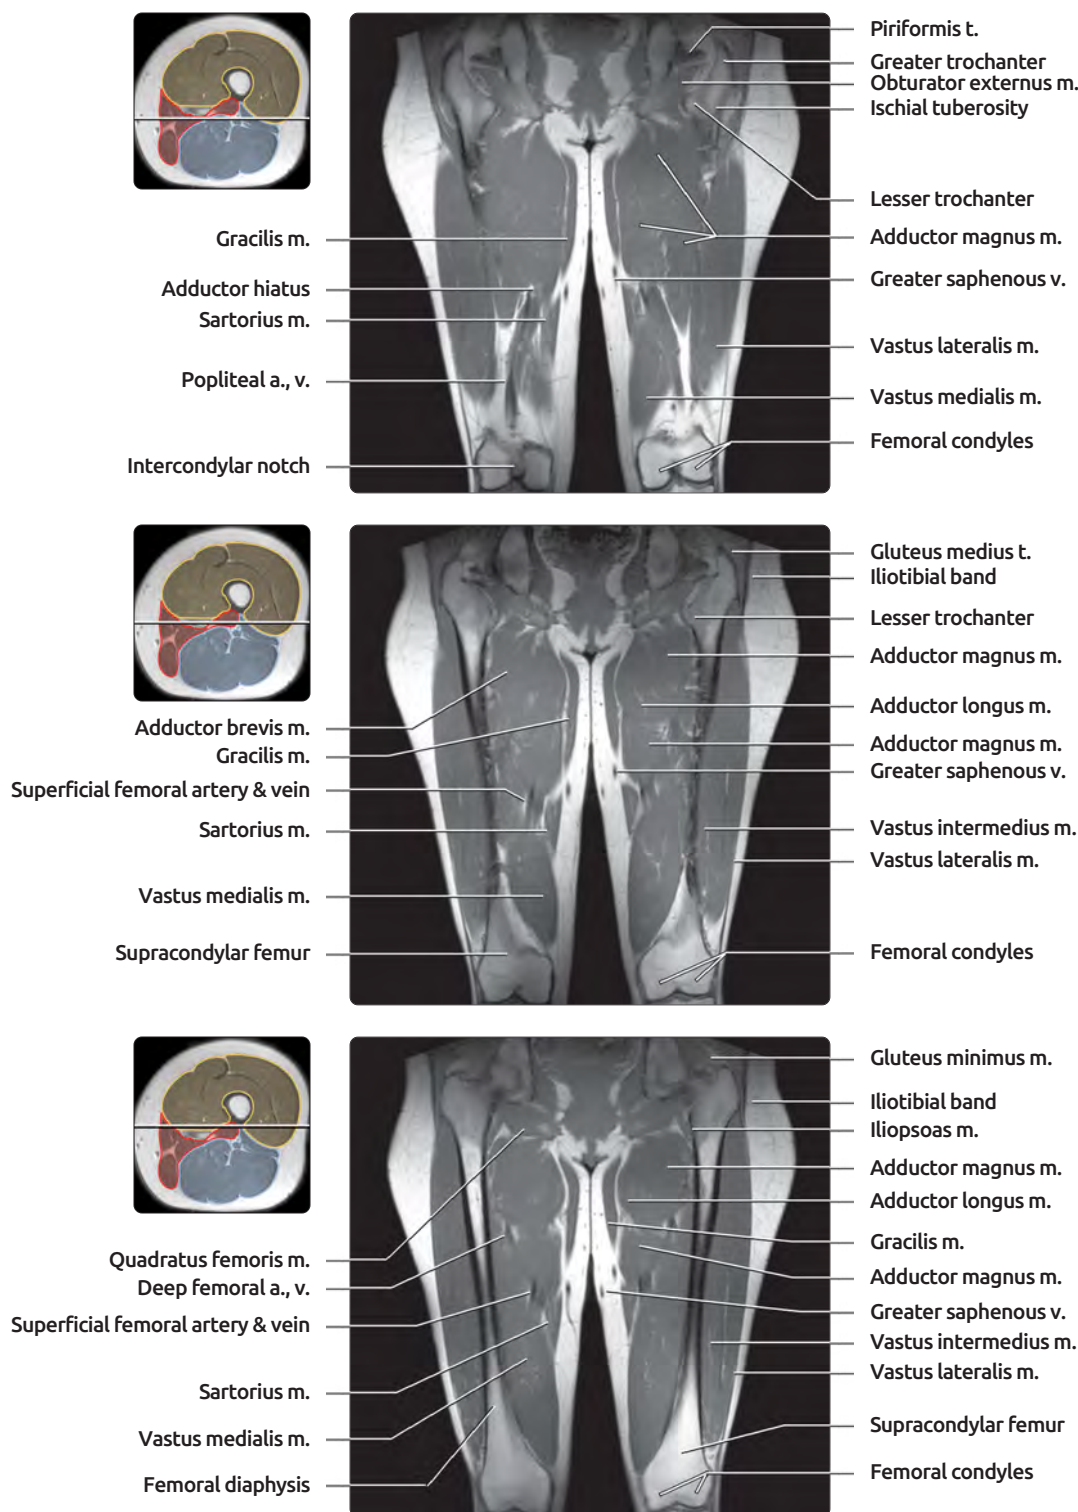 Piriformis t.
Greater trochanter
Obturator externus m.
Ischial tuberosity
Lesser trochanter
Gracilis m.
Adductor magnus m.
Greater saphenous v.
Adductor hiatus
Sartorius m.
Vastus lateralis m.
Popliteal a., v.
Vastus medialis m.
Femoral condyles
Intercondylar notch
Gluteus medius t.
Iliotibial band
Lesser trochanter
Adductor magnus m.
Adductor longus m.
Adductor brevis m.
Adductor magnus m.
Gracilis m.
Greater saphenous v.
Superficial femoral artery & vein
Sartorius m.
Vastus intermedius m.
Vastus lateralis m.
Vastus medialis m.
Supracondylar femur
Femoral condyles
Gluteus minimus m.
Iliotibial band
Iliopsoas m.
Adductor magnus m.
Adductor longus m.
Gracilis m.
Quadratus femoris m.
Adductor magnus m.
Deep femoral a., v.
Greater saphenous v.
Superficial femoral artery & vein
Vastus intermedius m.
Vastus lateralis m.
Sartorius m.
Supracondylar femur
Vastus medialis m.
Femoral condyles
Femoral diaphysis